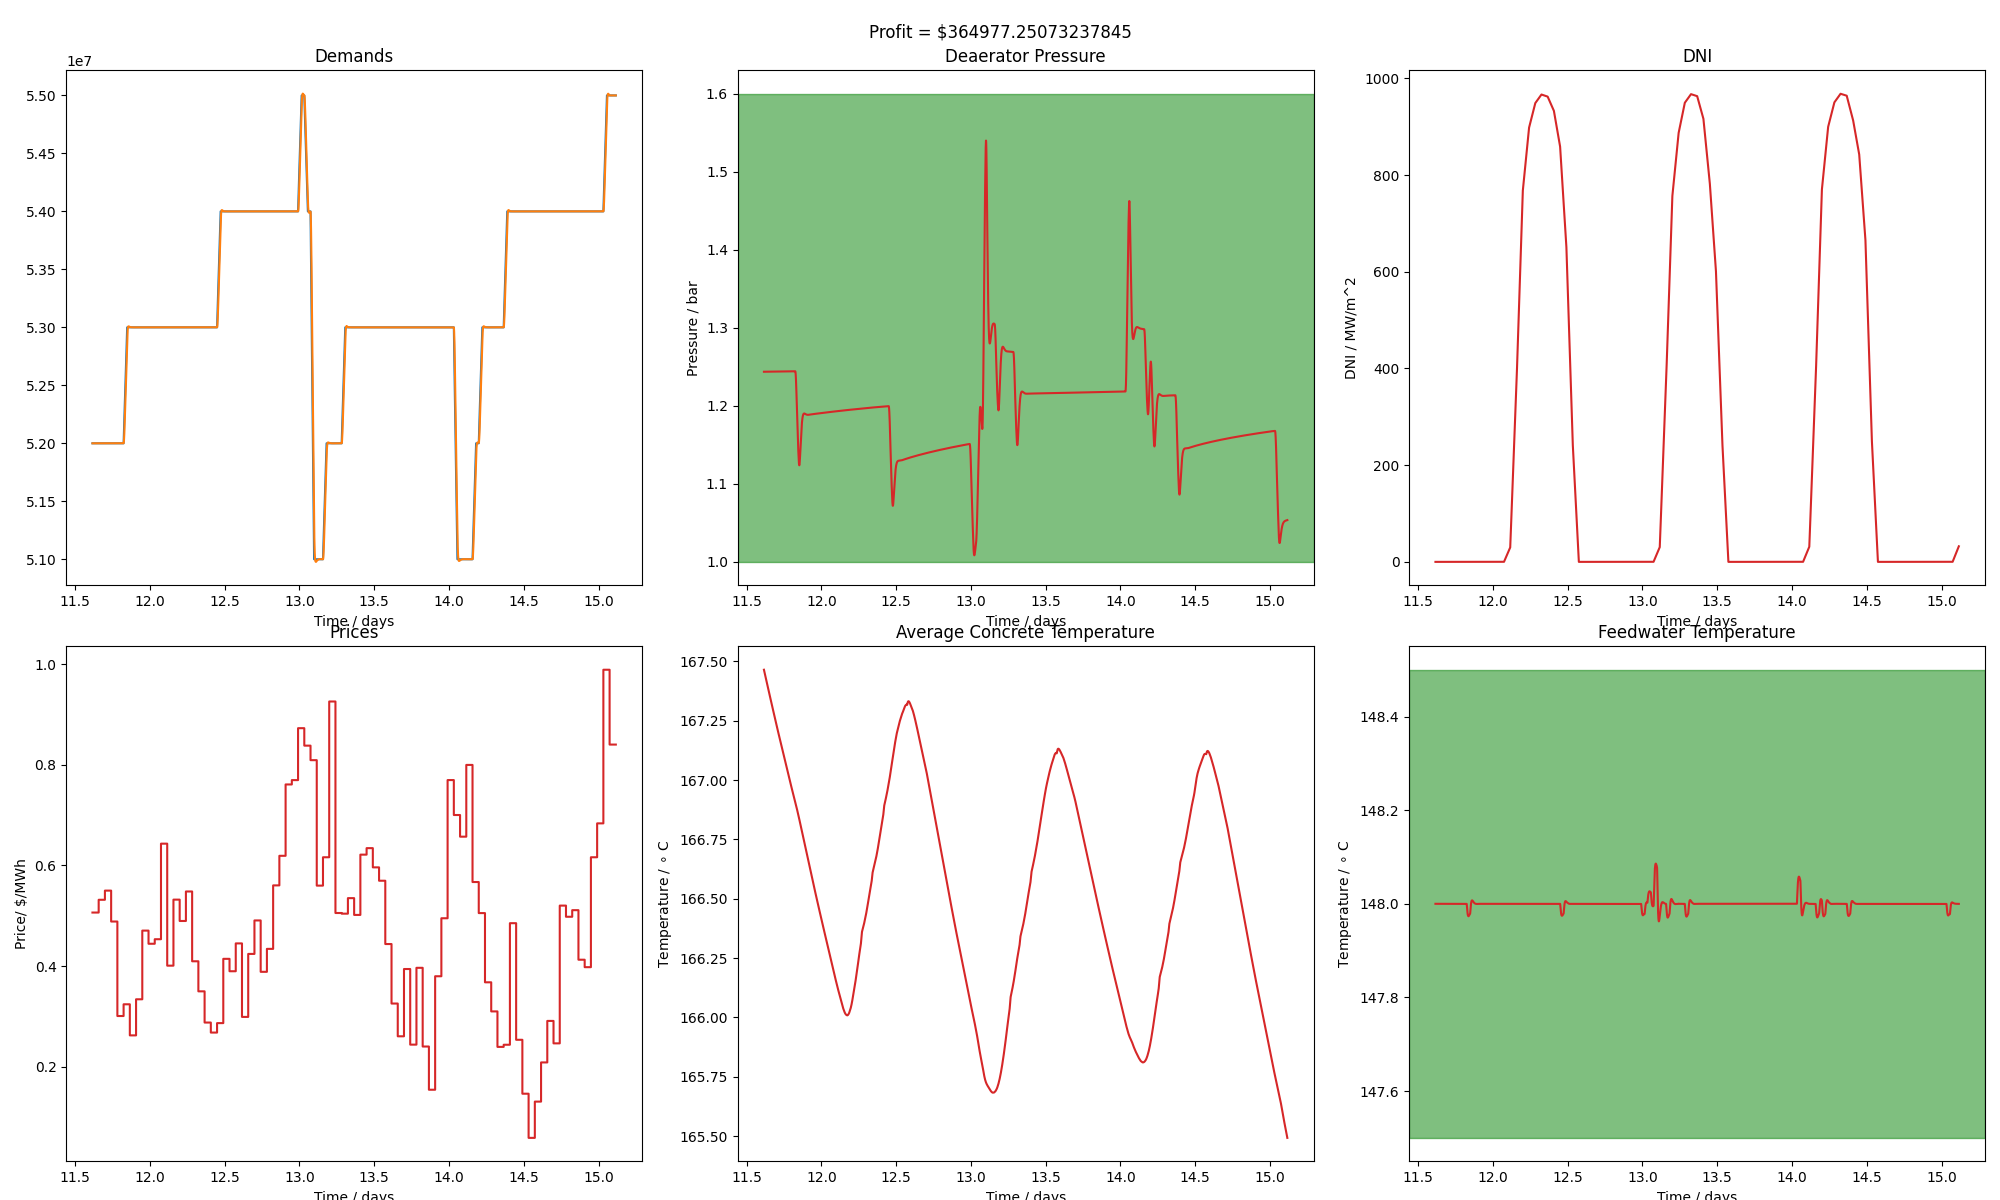 Profit = $364977.25073237845
Demands
1e7
5.50
5.45
5.40
5.35
5.30
5.25
5.20
5.15
5.10
11.5 12.0 12.5 13.0 13.5 14.0 14.5 15.0
Time / days
Deaerator Pressure
Pressure / bar
1.6
1.5
1.4
1.3
1.2
1.1
1.0
11.5 12.0 12.5 13.0 13.5 14.0 14.5 15.0
Time / days
DNI
DNI / MW/m^2
1000
800
600
400
200
0
11.5 12.0 12.5 13.0 13.5 14.0 14.5 15.0
Time / days
Prices
Price/ $/MWh
1.0
0.8
0.6
0.4
0.2
11.5 12.0 12.5 13.0 13.5 14.0 14.5 15.0
Time / days
Average Concrete Temperature
Temperature / ∘ C
167.50
167.25
167.00
166.75
166.50
166.25
166.00
165.75
165.50
11.5 12.0 12.5 13.0 13.5 14.0 14.5 15.0
Time / days
Feedwater Temperature
Temperature / ∘ C
148.4
148.2
148.0
147.8
147.6
11.5 12.0 12.5 13.0 13.5 14.0 14.5 15.0
Time / days